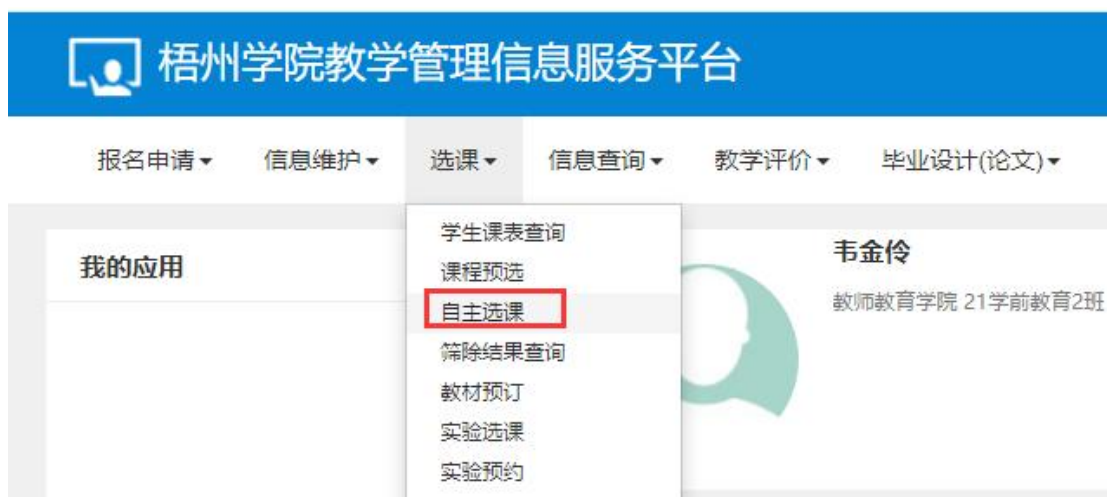 梧州学院教学管理信息服务平台
报名申请 信息维护 选课 信息查询 教学评价 毕业设计(论文)
我的应用
学生课表查询
课程预选
自主选课
筛除结果查询
教材预订
实验选课
实验预约
韦金伶
教师教育学院 21学前教育2班